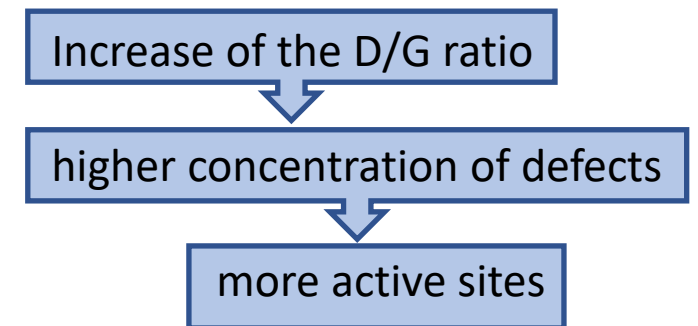 Increase of the D/G ratio
higher concentration of defects
more active sites